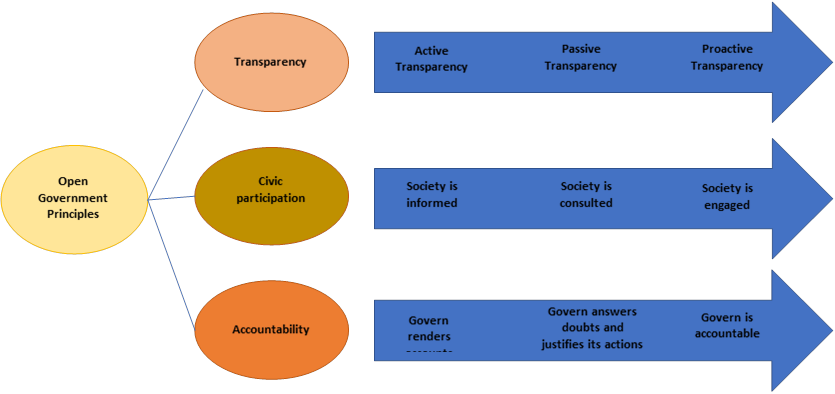 Transparency
Active
Transparency
Passive
Transparency
Proactive
Transparency
Open
Government
Principles
Civic
participation
Society is
informed
Society is
consulted
Society is
engaged
Accountability
Govern
renders
Govern answers
doubts and
justifies its actions
Govern is
accountable